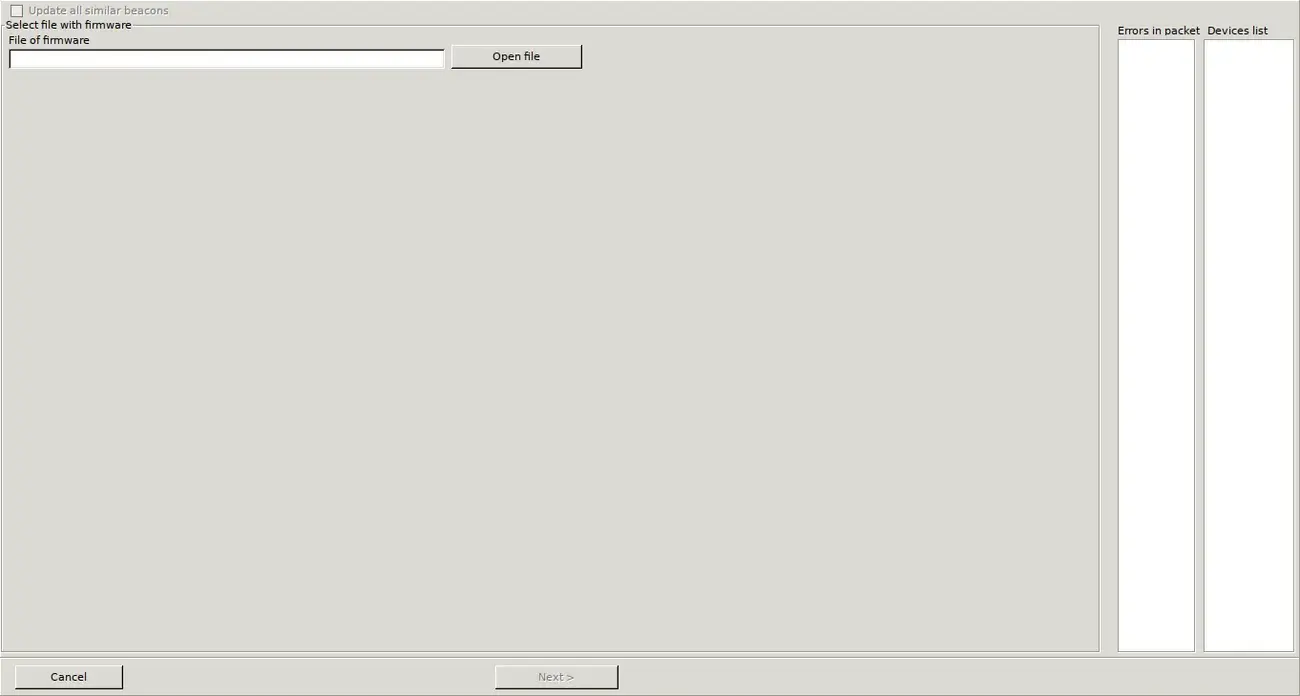 Update all similar beacons
Select file with firmware
File of firmware
Open file
Errors in packet
Devices list
Cancel
Next >